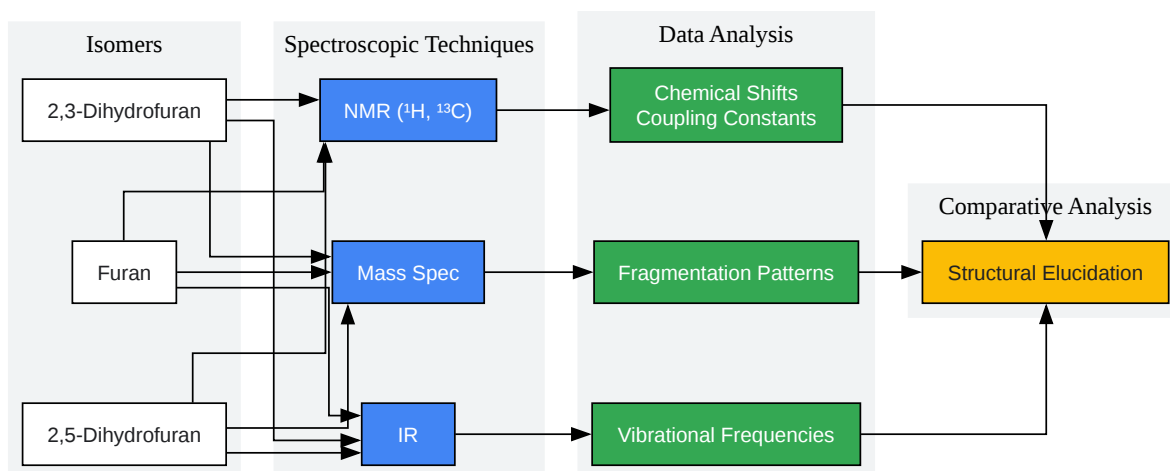 Isomers
Spectroscopic Techniques
Data Analysis
2,3-Dihydrofuran
NMR (¹H, ¹³C)
Chemical Shifts
Coupling Constants
Comparative Analysis
Furan
Mass Spec
Fragmentation Patterns
Structural Elucidation
2,5-Dihydrofuran
IR
Vibrational Frequencies